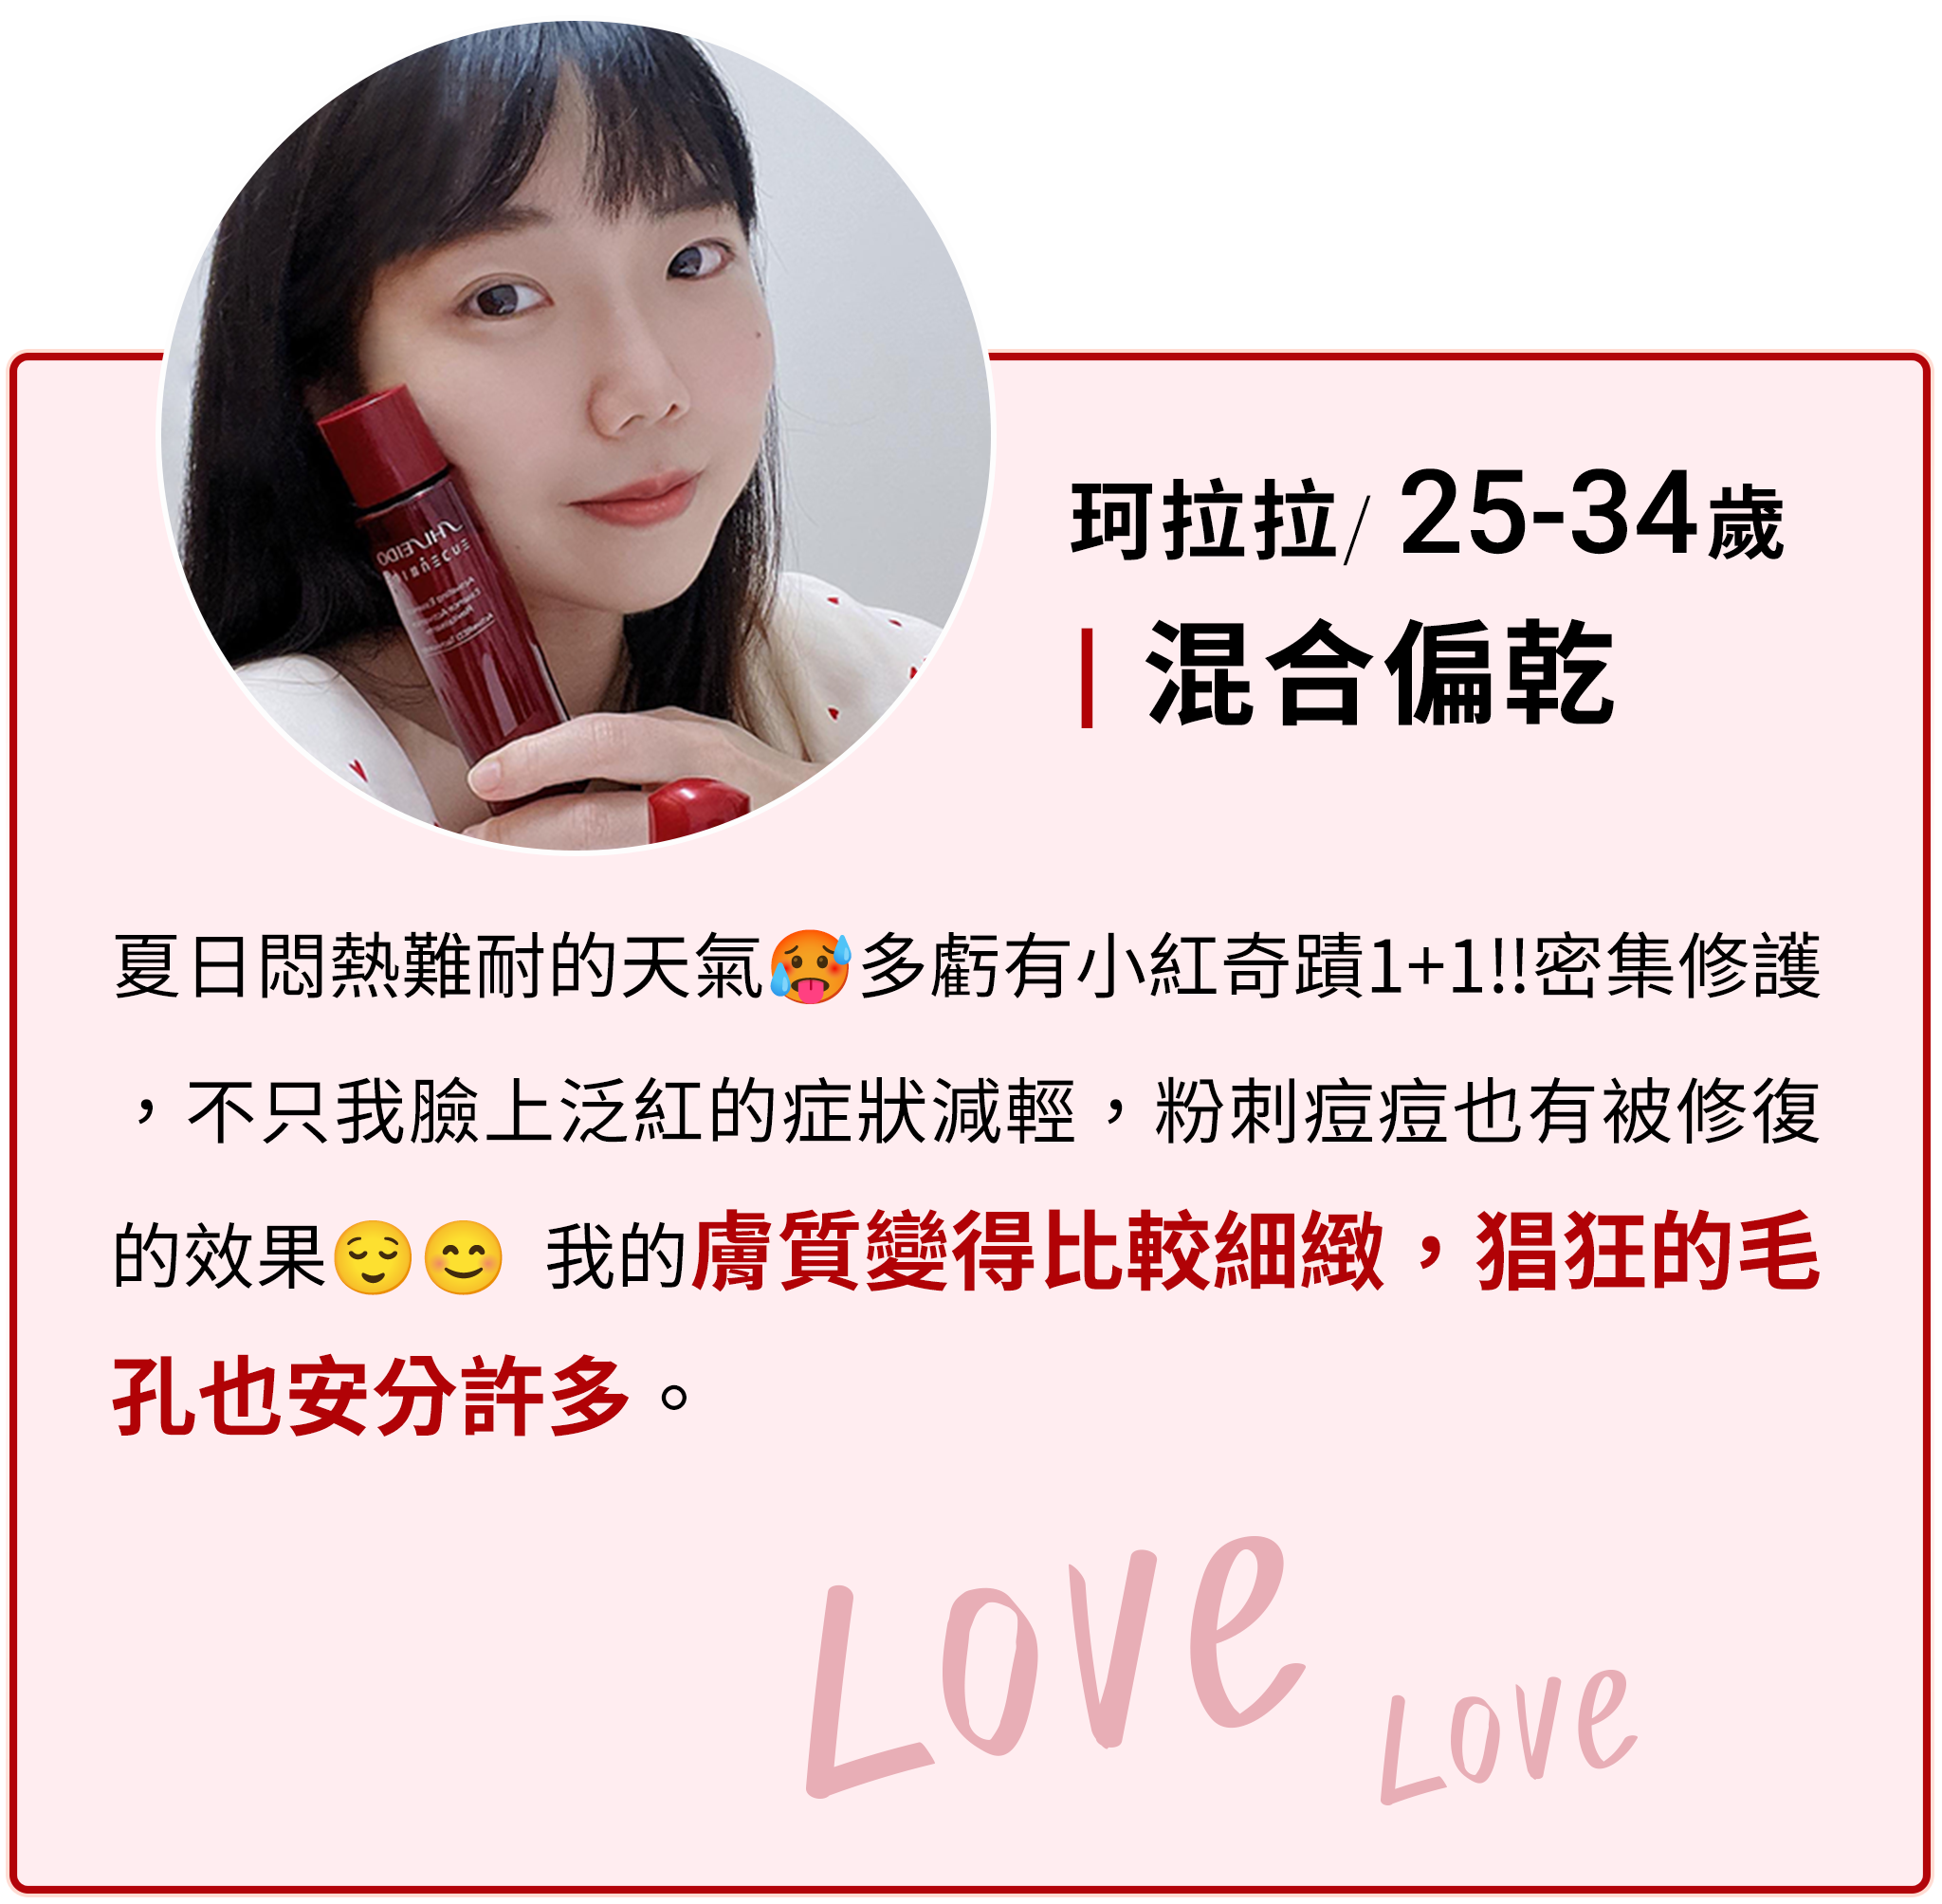 珂拉拉/ 25-34歲
| 混合偏乾
SHISEIDO
夏日悶熱難耐的天氣🥵多虧有小紅奇蹟1+1!!密集修護
，不只我臉上泛紅的症狀減輕，粉刺痘痘也有被修復
的效果😌😊 我的膚質變得比較細緻，猖狂的毛
孔也安分許多。
Love
Love